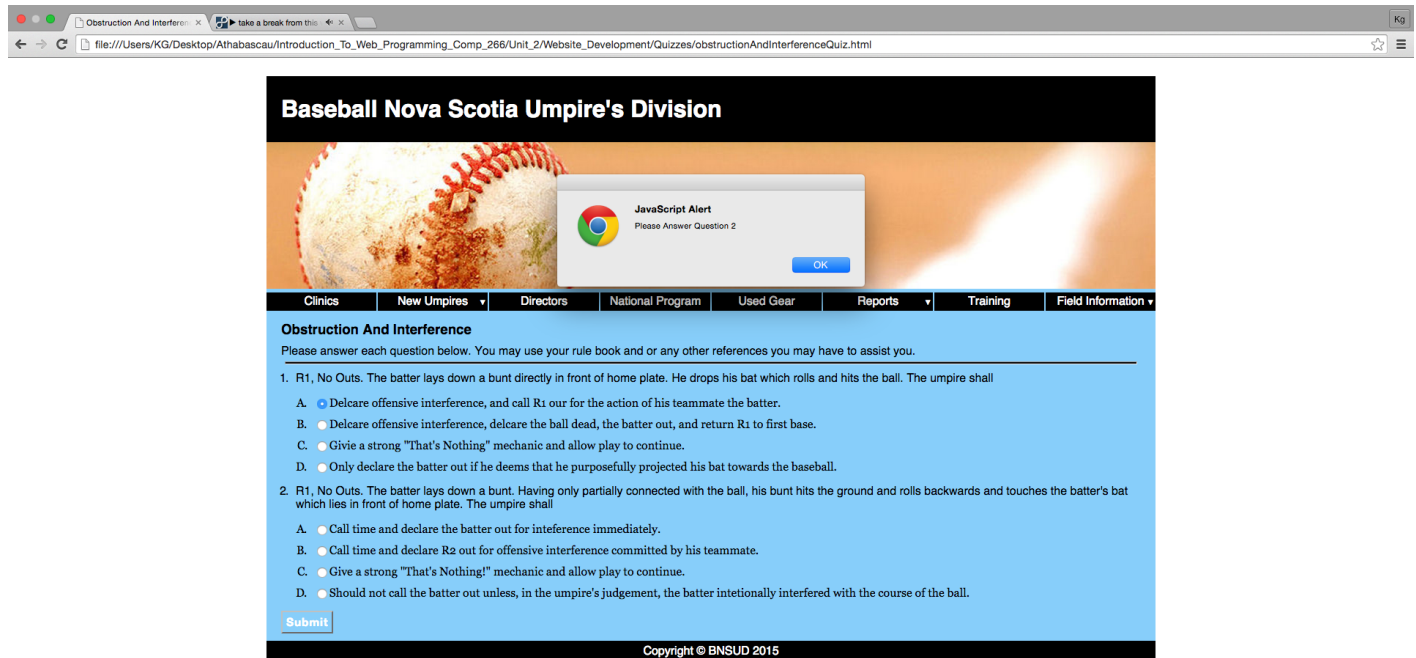 Obstruction And Interferen
take a break from this
Kg
file:///Users/KG/Desktop/Athabascau/Introduction_To_Web_Programming_Comp_266/Unit_2/Website_Development/Quizzes/obstructionAndInterferenceQuiz.html
Baseball Nova Scotia Umpire's Division
JavaScript Alert
Please Answer Question 2
OK
Clinics New Umpires ▼ Directors National Program Used Gear Reports ▼ Training Field Information ▼
Obstruction And Interference
Please answer each question below. You may use your rule book and or any other references you may have to assist you.
1. R1, No Outs. The batter lays down a bunt directly in front of home plate. He drops his bat which rolls and hits the ball. The umpire shall
A. Delcare offensive interference, and call R1 our for the action of his teammate the batter.
B. Delcare offensive interference, delcare the ball dead, the batter out, and return R1 to first base.
C. Givie a strong "That's Nothing" mechanic and allow play to continue.
D. Only declare the batter out if he deems that he purposefully projected his bat towards the baseball.
2. R1, No Outs. The batter lays down a bunt. Having only partially connected with the ball, his bunt hits the ground and rolls backwards and touches the batter's bat
which lies in front of home plate. The umpire shall
A. Call time and declare the batter out for inteference immediately.
B. Call time and declare R2 out for offensive interference committed by his teammate.
C. Give a strong "That's Nothing!" mechanic and allow play to continue.
D. Should not call the batter out unless, in the umpire's judgement, the batter intetionally interfered with the course of the ball.
Submit
Copyright © BNSUD 2015